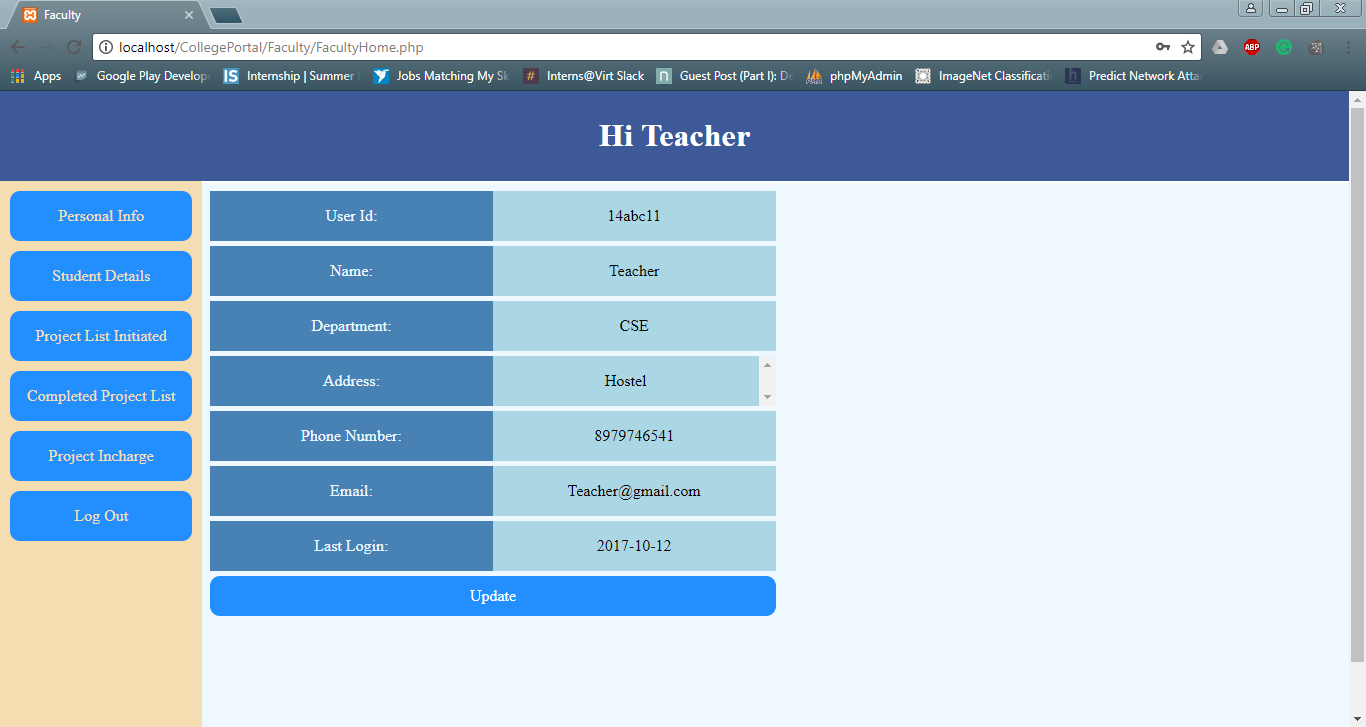 Faculty
localhost/CollegePortal/Faculty/FacultyHome.php
ABP
Apps Google Play Develop IS Internship | Summer Jobs Matching My Sk # Interns@Virt Slack n Guest Post (Part I): De phpMyAdmin ImageNet Classificati h Predict Network Atta
Hi Teacher
Personal Info
Student Details
Project List Initiated
Completed Project List
Project Incharge
Log Out
User Id: 14abc11
Name: Teacher
Department: CSE
Address: Hostel
Phone Number: 8979746541
Email: Teacher@gmail.com
Last Login: 2017-10-12
Update